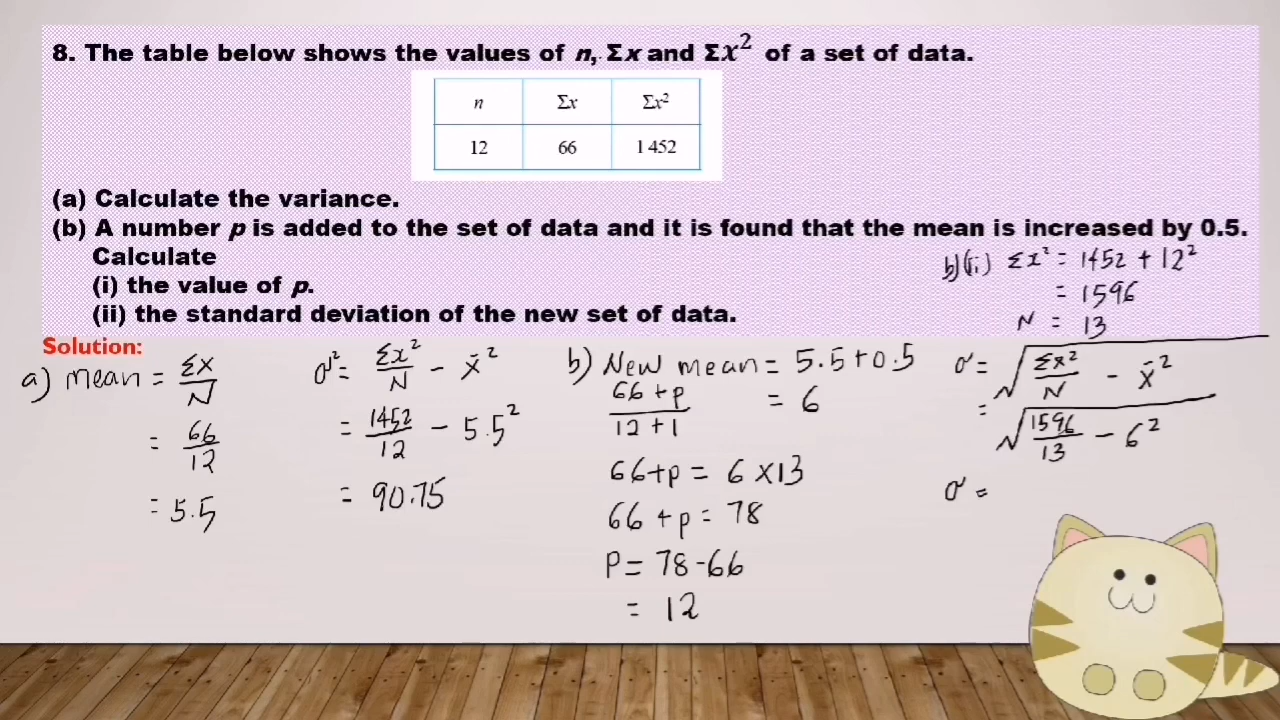 8. The table below shows the values of n, Σx and Σx² of a set of data.
n Σx Σx²
12 66 1 452
(a) Calculate the variance.
(b) A number p is added to the set of data and it is found that the mean is increased by 0.5.
Calculate
(i) the value of p.
(ii) the standard deviation of the new set of data.
Solution:
a) mean = Σx/N
= 66/12
= 5.5
σ² = Σx²/N - x̄²
= 1452/12 - 5.5²
= 90.75
b) New mean = 5.5 + 0.5
66 + p/12 + 1 = 6
66 + p = 6 × 13
66 + p = 78
P = 78 - 66
= 12
b)(ii) Σx² = 1452 + 12²
= 1596
N = 13
σ = √Σx²/N - x̄²
= √1596/13 - 6²
σ =